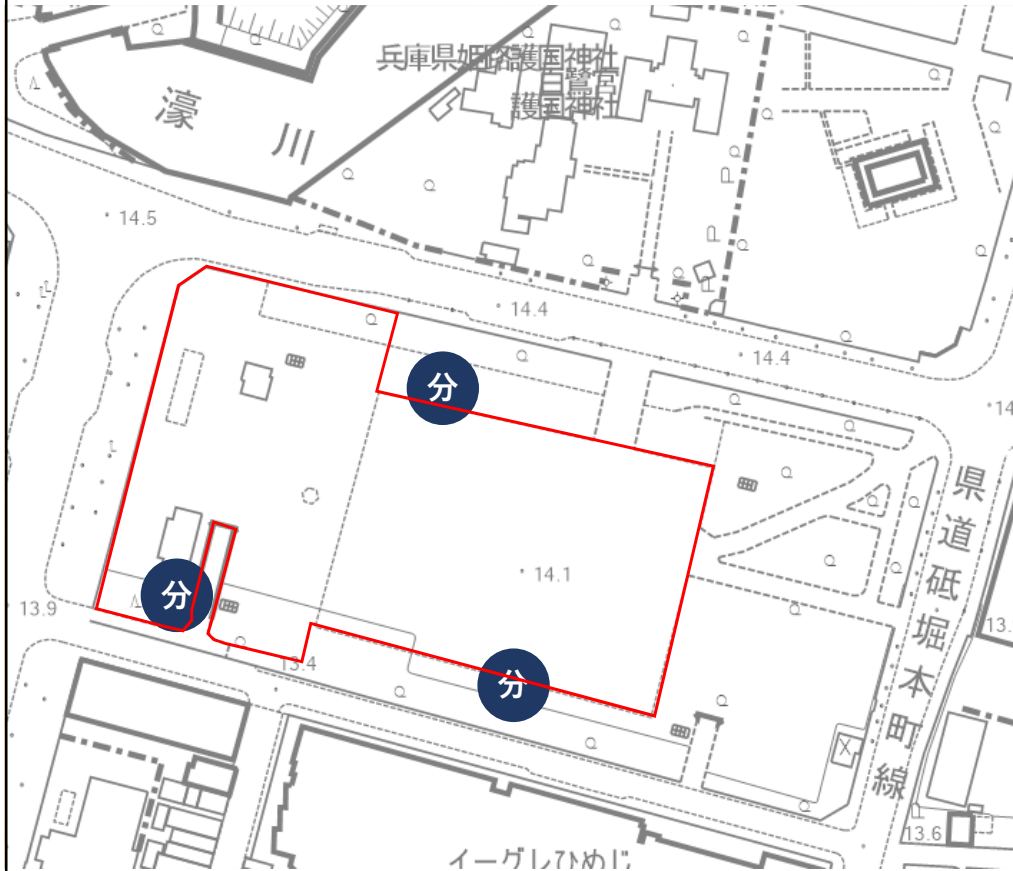 兵庫県姫路護国神社
白鷺宮
護国神社
濠
川
14.5
14.4
14.4
14.
分
県道砥堀本町線
14.1
分
13.9
13.4
13.
分
13.6
イーグレひめじ